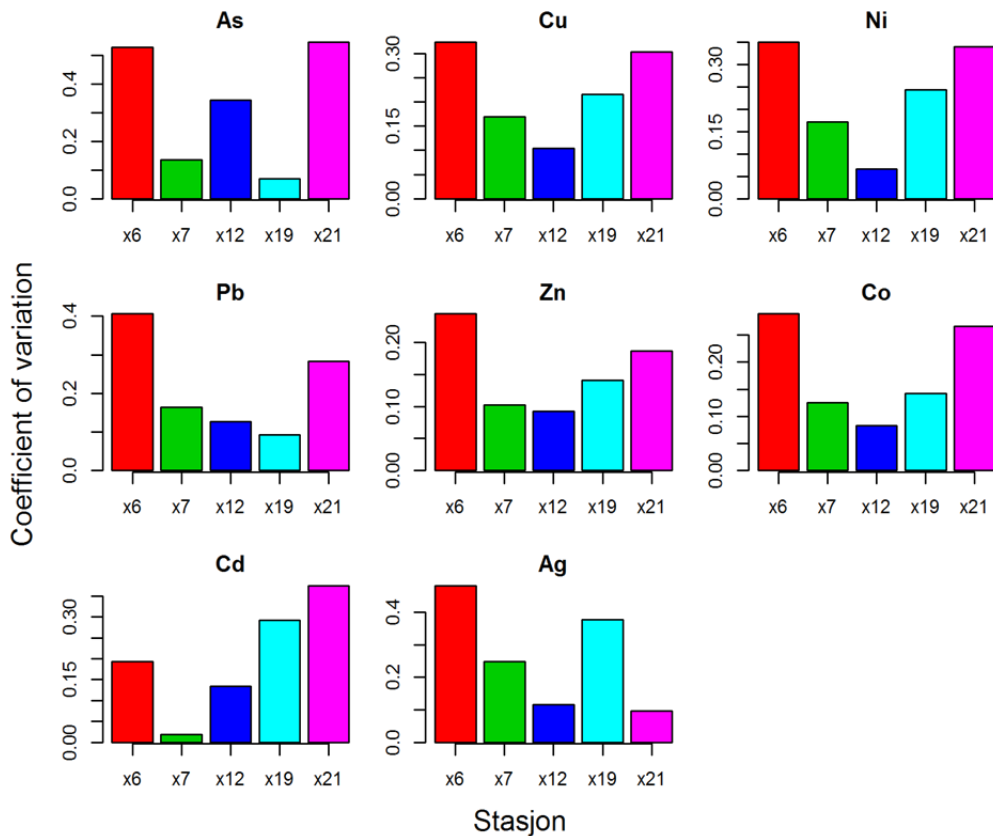 As Cu Ni
0.0 0.2 0.4
0.00 0.15 0.30
0.00 0.15 0.30
x6 x7 x12 x19 x21
x6 x7 x12 x19 x21
x6 x7 x12 x19 x21
Coefficient of variation
Pb Zn Co
0.0 0.2 0.4
0.00 0.10 0.20
0.00 0.10 0.20
x6 x7 x12 x19 x21
x6 x7 x12 x19 x21
x6 x7 x12 x19 x21
Cd Ag
0.00 0.15 0.30
0.0 0.2 0.4
x6 x7 x12 x19 x21
x6 x7 x12 x19 x21
Stasjon